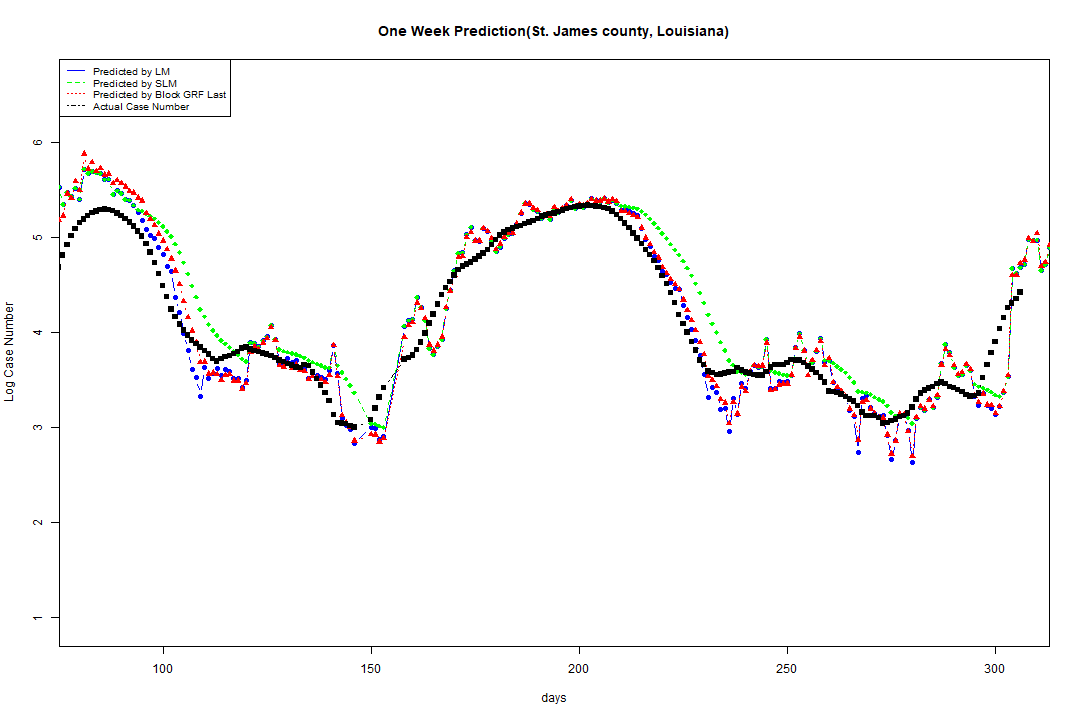 One Week Prediction(St. James county, Louisiana)
Predicted by LM
Predicted by SLM
Predicted by Block GRF Last
Actual Case Number
6
5
4
3
2
1
Log Case Number
100 150 200 250 300
days